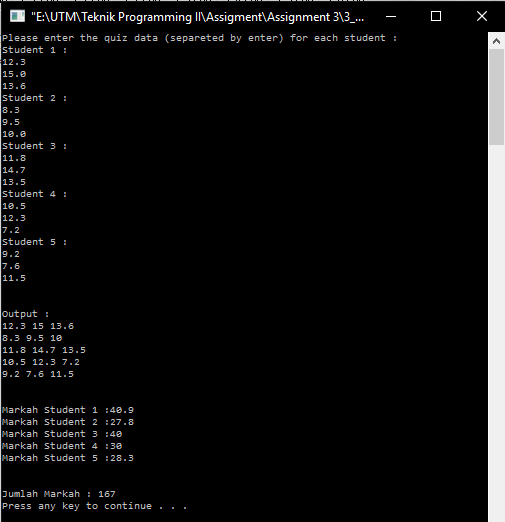 "E:\UTM\Teknik Programming II\Assigment\Assignment 3\3_...
Please enter the quiz data (separeted by enter) for each student :
Student 1 :
12.3
15.0
13.6
Student 2 :
8.3
9.5
10.0
Student 3 :
11.8
14.7
13.5
Student 4 :
10.5
12.3
7.2
Student 5 :
9.2
7.6
11.5
Output :
12.3 15 13.6
8.3 9.5 10
11.8 14.7 13.5
10.5 12.3 7.2
9.2 7.6 11.5
Markah Student 1 :40.9
Markah Student 2 :27.8
Markah Student 3 :40
Markah Student 4 :30
Markah Student 5 :28.3
Jumlah Markah : 167
Press any key to continue . . .